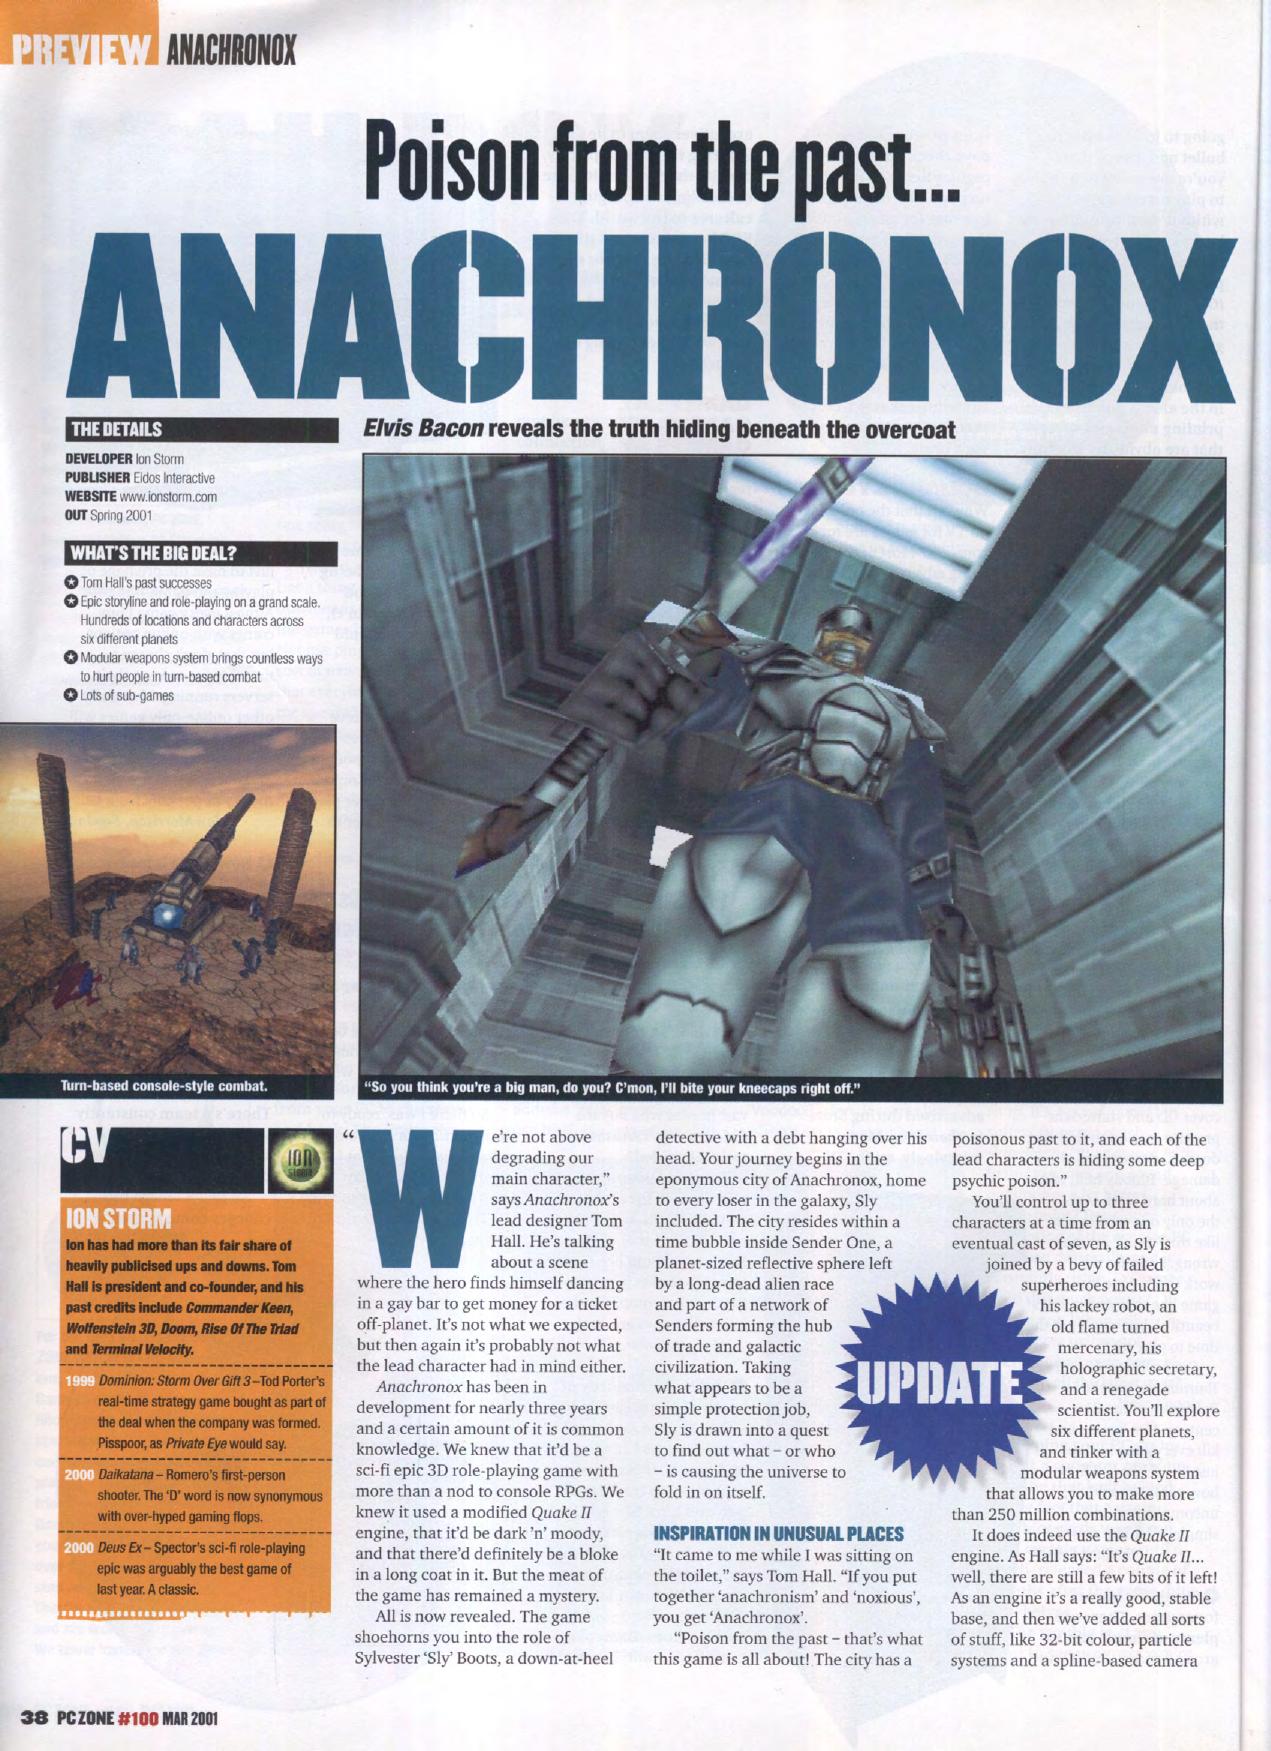 PREVIEW ANACHRONOX
Poison from the past...
ANACHRONOX
THE DETAILS
DEVELOPER Ion Storm
PUBLISHER Eidos Interactive
WEBSITE www.ionstorm.com
OUT Spring 2001
WHAT'S THE BIG DEAL?
Tom Hall's past successes
Epic storyline and role-playing on a grand scale.
Hundreds of locations and characters across
six different planets
Modular weapons system brings countless ways
to hurt people in turn-based combat
Lots of sub-games
Elvis Bacon reveals the truth hiding beneath the overcoat
Turn-based console-style combat.
"So you think you're a big man, do you? C'mon, I'll bite your kneecaps right off."
CV
ION STORM
ION STORM
Ion has had more than its fair share of
heavily publicised ups and downs. Tom
Hall is president and co-founder, and his
past credits include Commander Keen,
Wolfenstein 3D, Doom, Rise Of The Triad
and Terminal Velocity.
1999 Dominion: Storm Over Gift 3 – Tod Porter's
real-time strategy game bought as part of
the deal when the company was formed.
Pisspoor, as Private Eye would say.
2000 Daikatana – Romero's first-person
shooter. The 'D' word is now synonymous
with over-hyped gaming flops.
2000 Deus Ex – Spector's sci-fi role-playing
epic was arguably the best game of
last year. A classic.
"We're not above
degrading our
main character,"
says Anachronox's
lead designer Tom
Hall. He's talking
about a scene
where the hero finds himself dancing
in a gay bar to get money for a ticket
off-planet. It's not what we expected,
but then again it's probably not what
the lead character had in mind either.
Anachronox has been in
development for nearly three years
and a certain amount of it is common
knowledge. We knew that it'd be a
sci-fi epic 3D role-playing game with
more than a nod to console RPGs. We
knew it used a modified Quake II
engine, that it'd be dark 'n' moody,
and that there'd definitely be a bloke
in a long coat in it. But the meat of
the game has remained a mystery.
All is now revealed. The game
shoehorns you into the role of
Sylvester 'Sly' Boots, a down-at-heel
detective with a debt hanging over his
head. Your journey begins in the
eponymous city of Anachronox, home
to every loser in the galaxy, Sly
included. The city resides within a
time bubble inside Sender One, a
planet-sized reflective sphere left
by a long-dead alien race
and part of a network of
Senders forming the hub
of trade and galactic
civilization. Taking
what appears to be a
simple protection job,
Sly is drawn into a quest
to find out what – or who
– is causing the universe to
fold in on itself.
INSPIRATION IN UNUSUAL PLACES
"It came to me while I was sitting on
the toilet," says Tom Hall. "If you put
together 'anachronism' and 'noxious',
you get 'Anachronox'.
"Poison from the past – that's what
this game is all about! The city has a
poisonous past to it, and each of the
lead characters is hiding some deep
psychic poison."
You'll control up to three
characters at a time from an
eventual cast of seven, as Sly is
joined by a bevy of failed
superheroes including
his lackey robot, an
old flame turned
mercenary, his
holographic secretary,
and a renegade
scientist. You'll explore
six different planets,
and tinker with a
modular weapons system
that allows you to make more
than 250 million combinations.
It does indeed use the Quake II
engine. As Hall says: "It's Quake II...
well, there are still a few bits of it left!
As an engine it's a really good, stable
base, and then we've added all sorts
of stuff, like 32-bit colour, particle
systems and a spline-based camera
UPDATE
38 PCZONE #100 MAR 2001